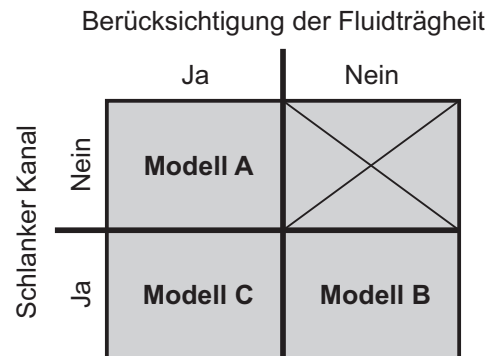 Berücksichtigung der Fluidträgheit
Ja Nein
Schlanker Kanal
Nein
Modell A
Ja
Modell C Modell B